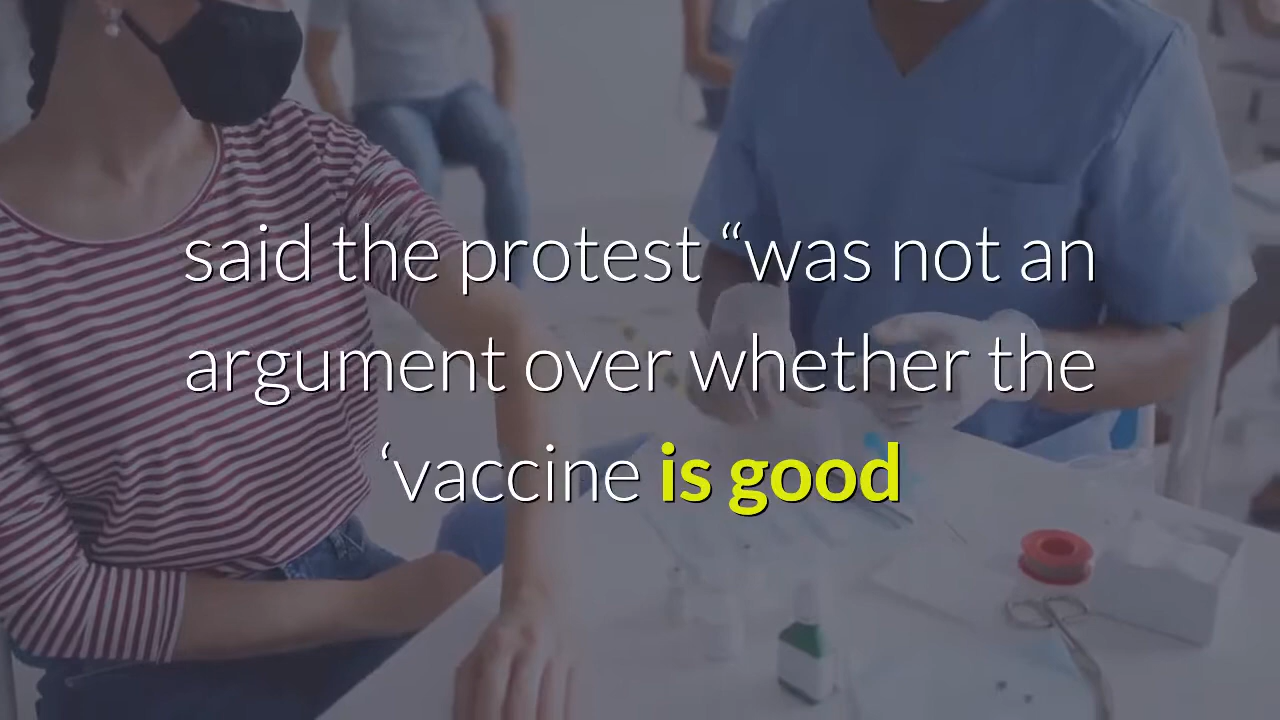 said the protest “was not an
argument over whether the
‘vaccine is good